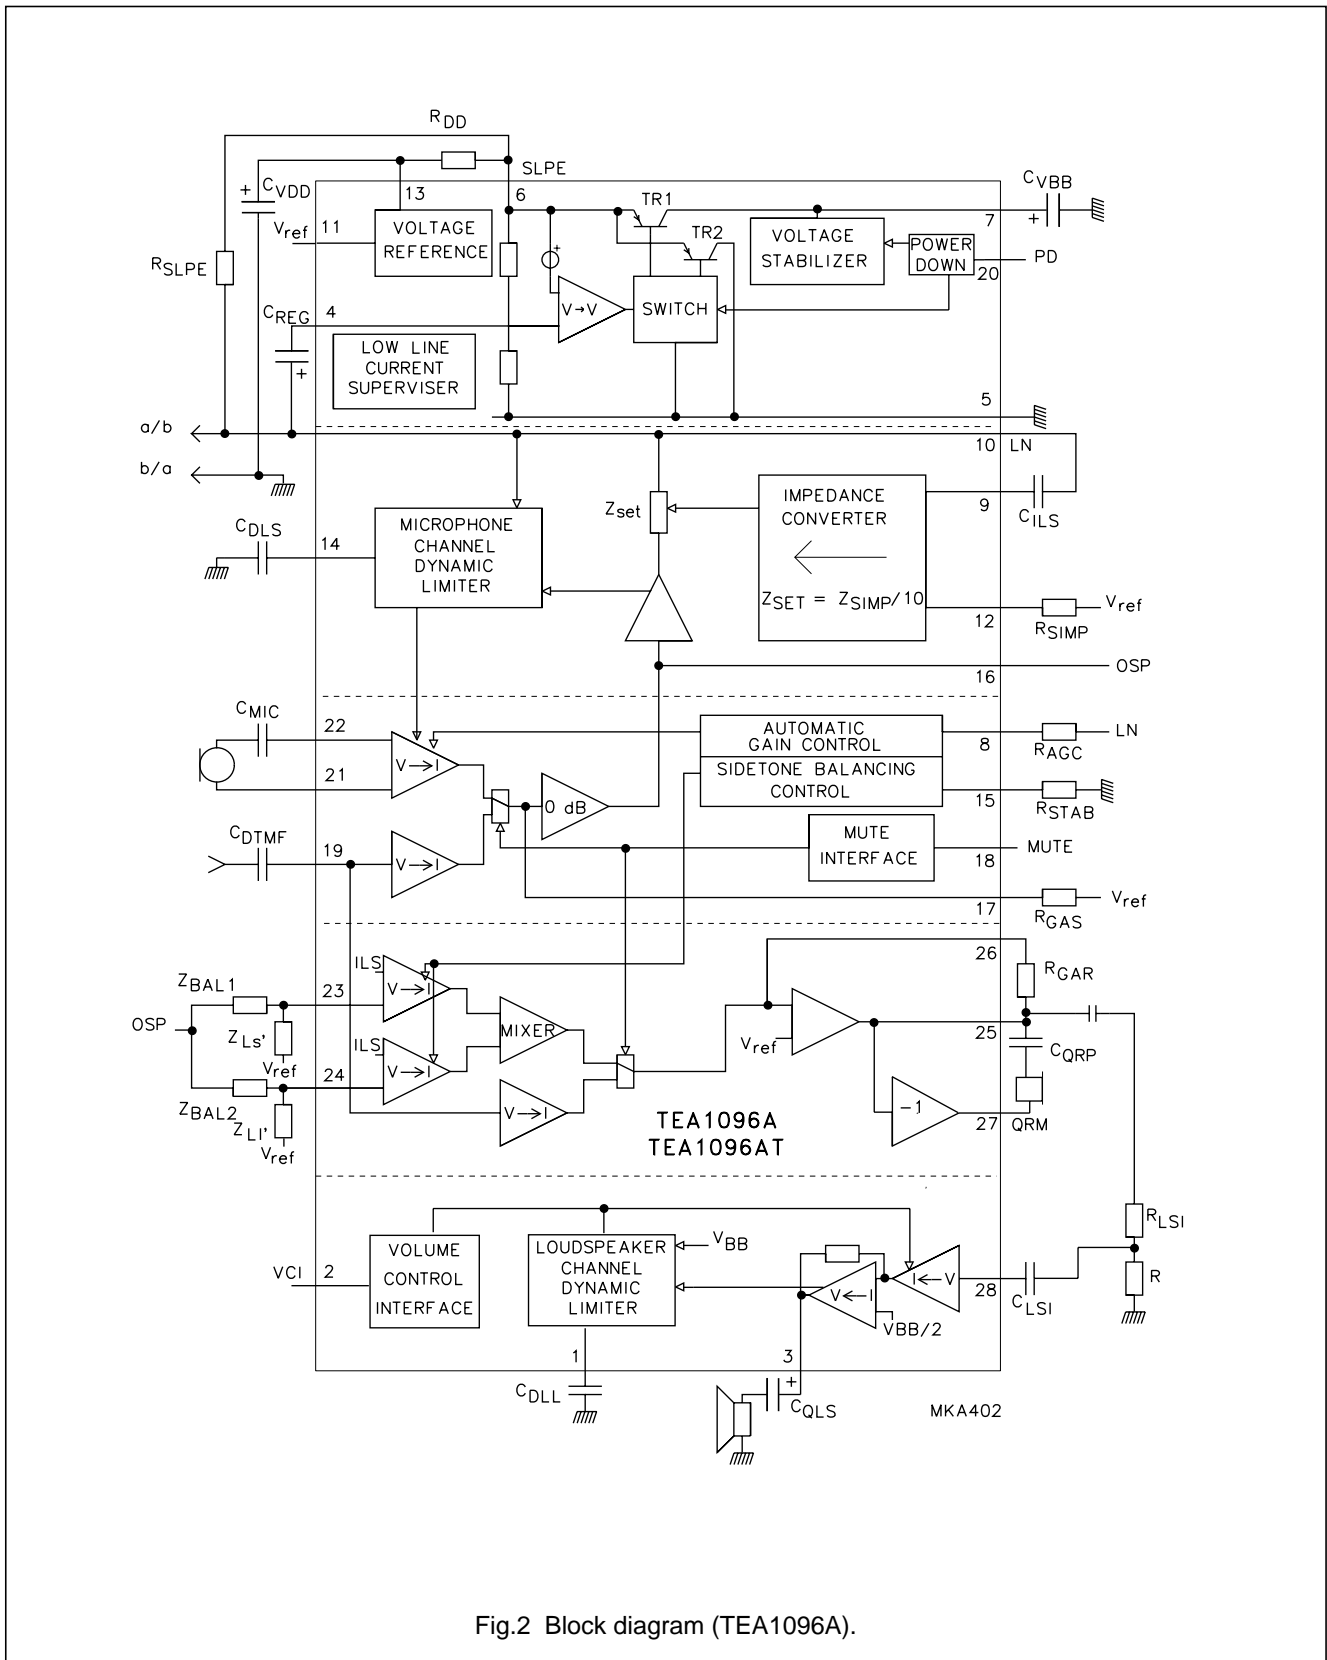 RDD
SLPE
CVDD
13
6
TR1
CVBB
+
+
7
Vref
11
VOLTAGE
REFERENCE
TR2
VOLTAGE
STABILIZER
POWER
DOWN
PD
20
RSLPE
+
CREG
4
V→V
SWITCH
LOW LINE
CURRENT
SUPERVISER
+
5
a/b
10
LN
b/a
IMPEDANCE
CONVERTER
9
CILS
Zset
CDLS
14
MICROPHONE
CHANNEL
DYNAMIC
LIMITER
ZSET = ZSIMP/10
Vref
12
RSIMP
OSP
16
CMIC
22
AUTOMATIC
GAIN CONTROL
8
RAGC
LN
V→I
21
SIDETONE BALANCING
CONTROL
15
RSTAB
0 dB
CDTMF
19
V→I
MUTE
INTERFACE
18
MUTE
17
RGAS
Vref
26
ILS
RGAR
ZBAL1
23
V→I
OSP
ZLs'
Vref
ILS
MIXER
Vref
25
CQRP
24
V→I
ZBAL2
ZLl'
Vref
V→I
-1
27
QRM
TEA1096A
TEA1096AT
RLSI
VOLUME
CONTROL
INTERFACE
LOUDSPEAKER
CHANNEL
DYNAMIC
LIMITER
VBB
VCI
2
V←I
I←V
28
CLSI
R
VBB/2
1
3
CDLL
+
CQLS
MKA402
Fig.2 Block diagram (TEA1096A).